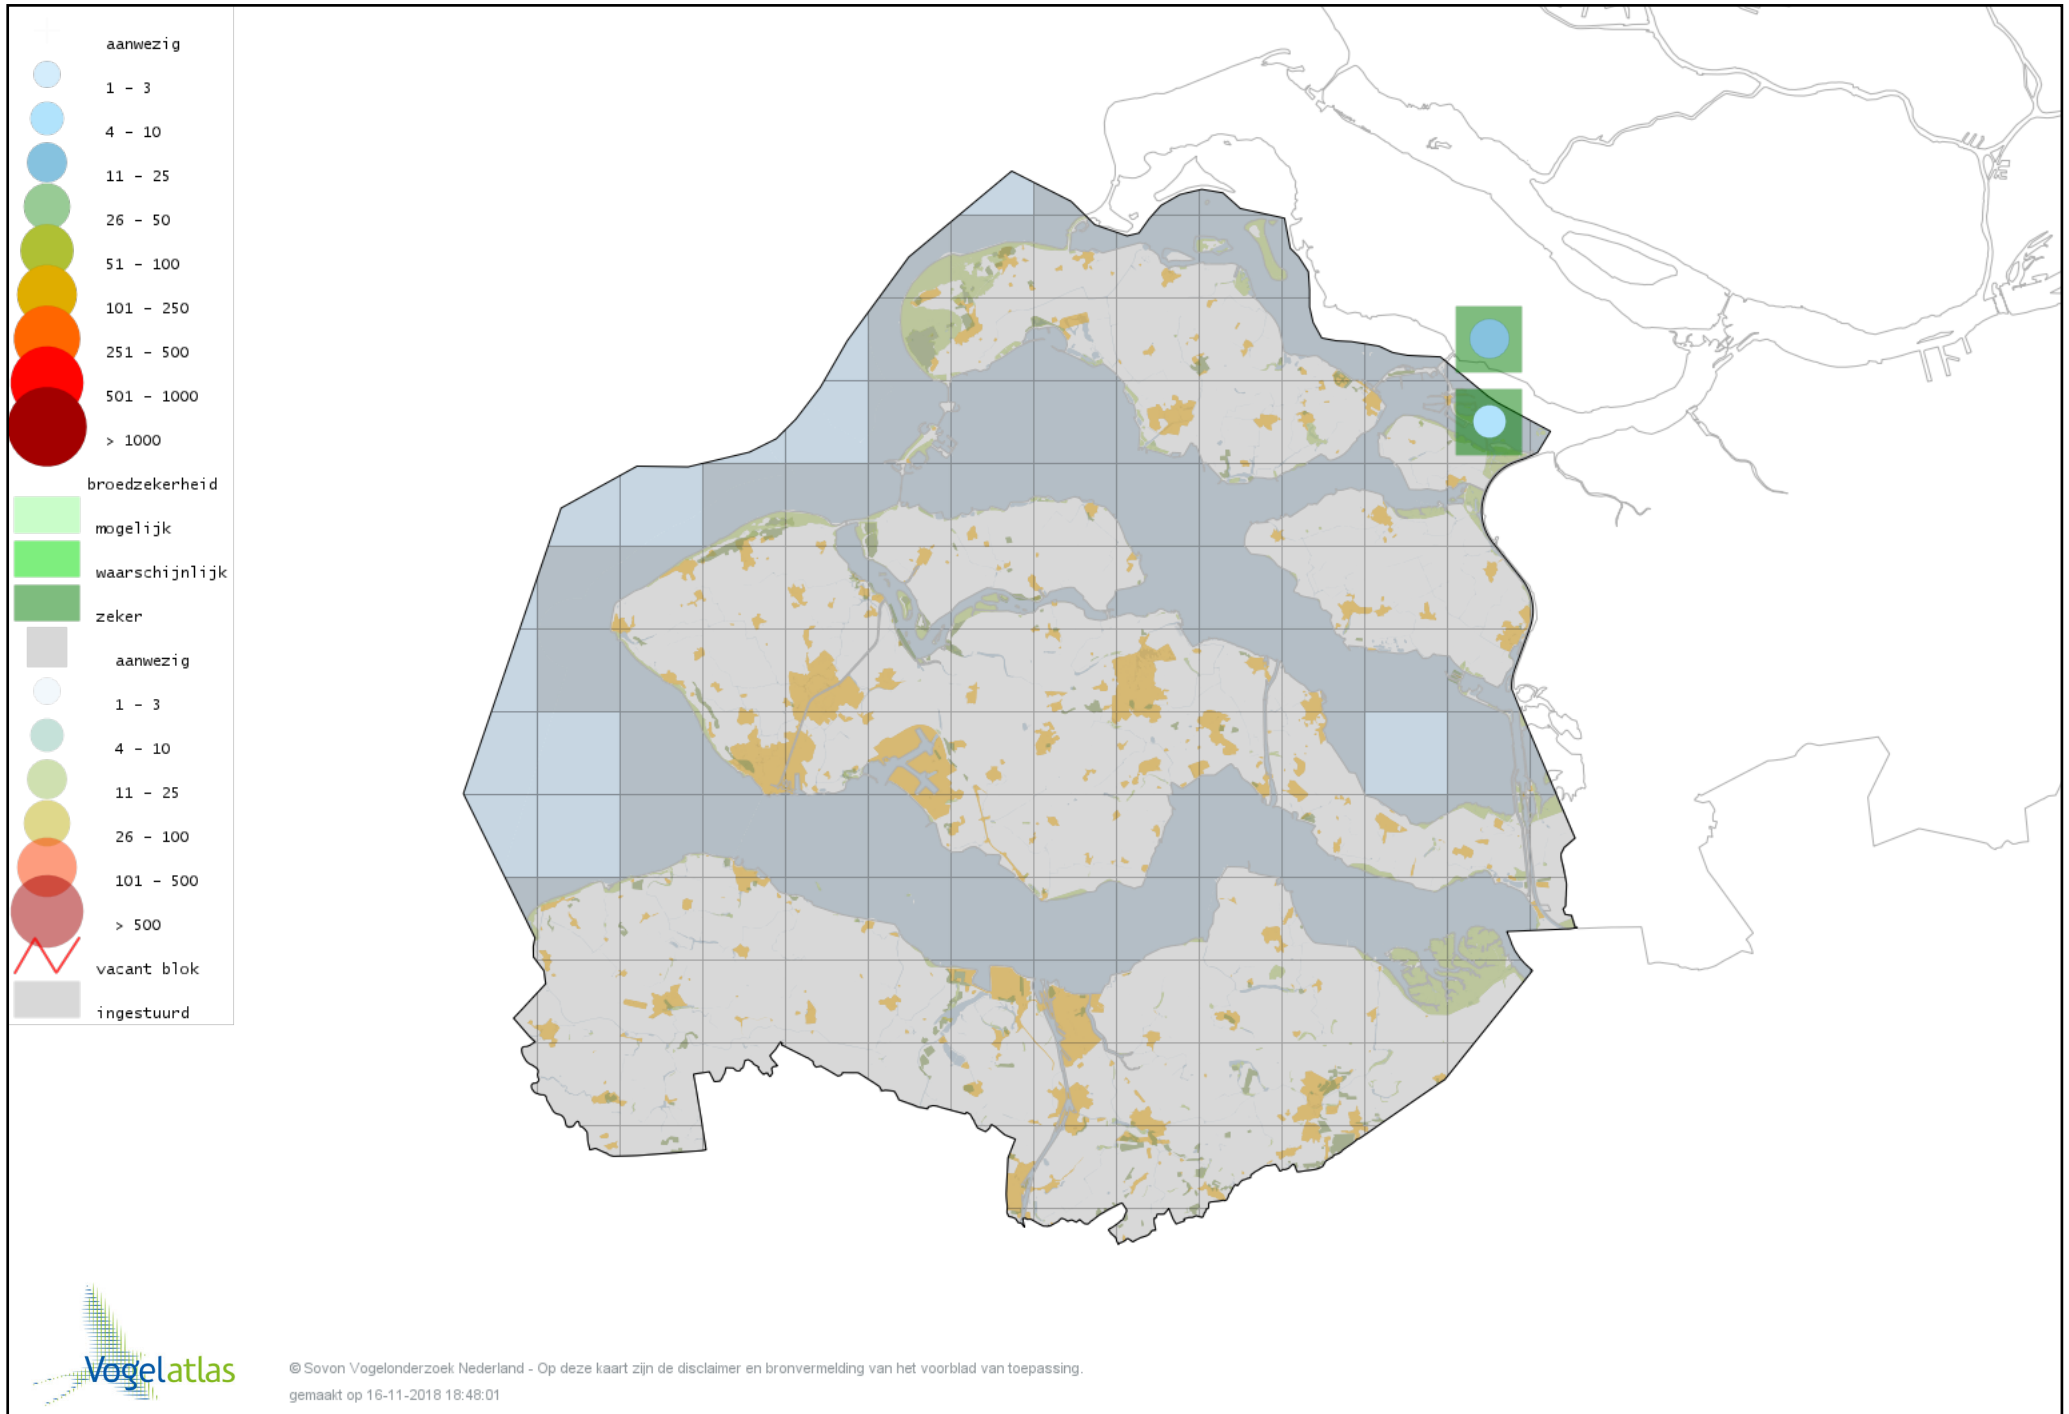 aanwezig
1 - 3
4 - 10
11 - 25
26 - 50
51 - 100
101 - 250
251 - 500
501 - 1000
> 1000
broedzekerheid
mogelijk
waarschijnlijk
zeker
aanwezig
1 - 3
4 - 10
11 - 25
26 - 100
101 - 500
> 500
vacant blok
ingestuurd
Vogelatlas
© Sovon Vogelonderzoek Nederland - Op deze kaart zijn de disclaimer en bronvermelding van het voorblad van toepassing.
gemaakt op 16-11-2018 18:48:01